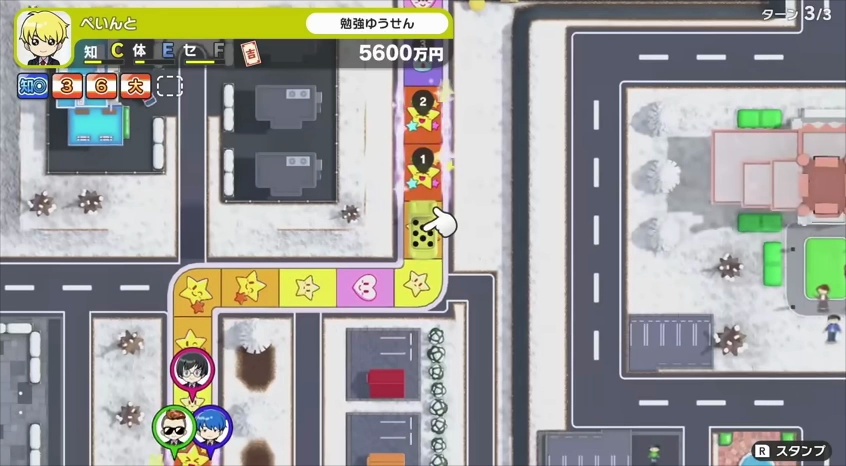 ぺいんと
勉強ゆうせん
ターン 3/3
知 C 体 E セ F 吉
5600万円
知 3 6 大
2
1
R スタンプ